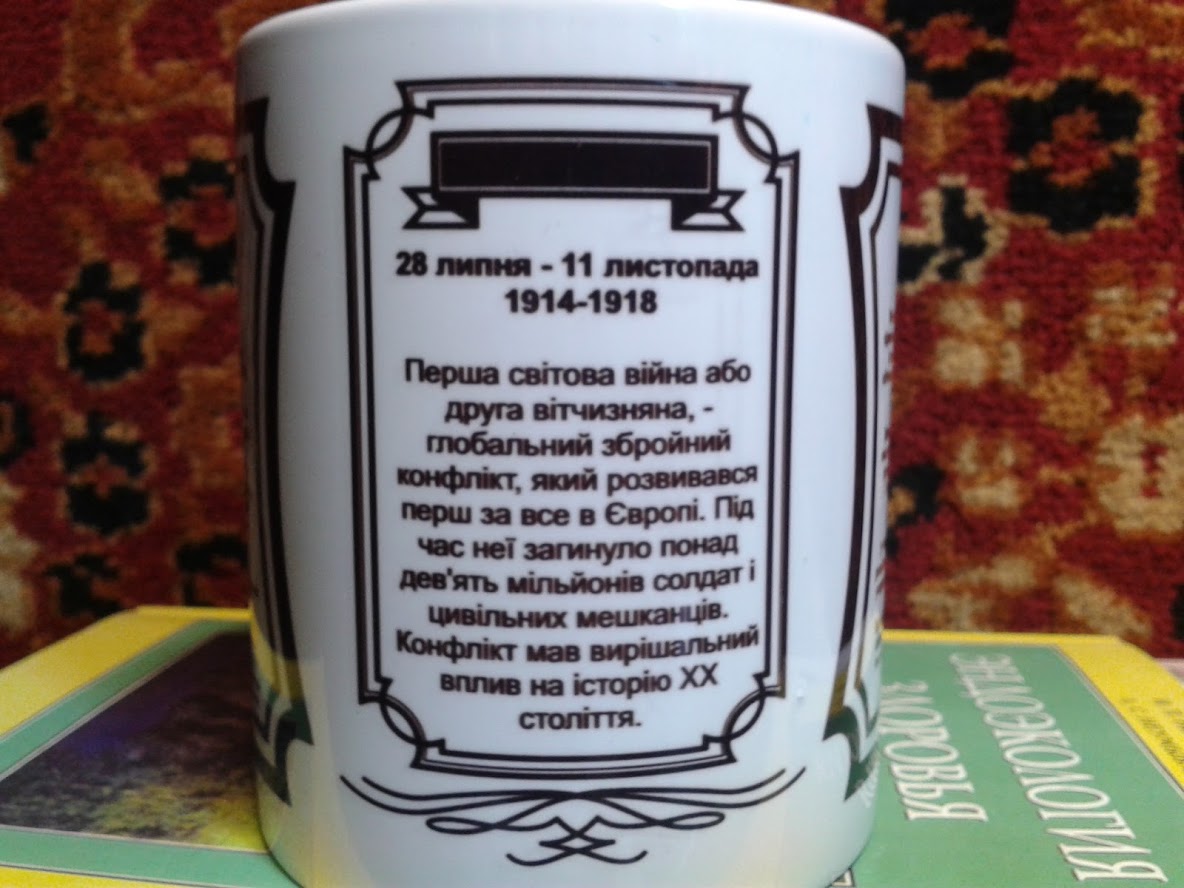 28 липня - 11 листопада
1914-1918
Перша світова війна або
друга вітчизняна, -
глобальний збройний
конфлікт, який розвивався
перш за все в Європі. Під
час неї загинуло понад
дев'ять мільйонів солдат і
цивільних мешканців.
Конфлікт мав вирішальний
вплив на історію ХХ
століття.
ЗДОРОВЬЯ